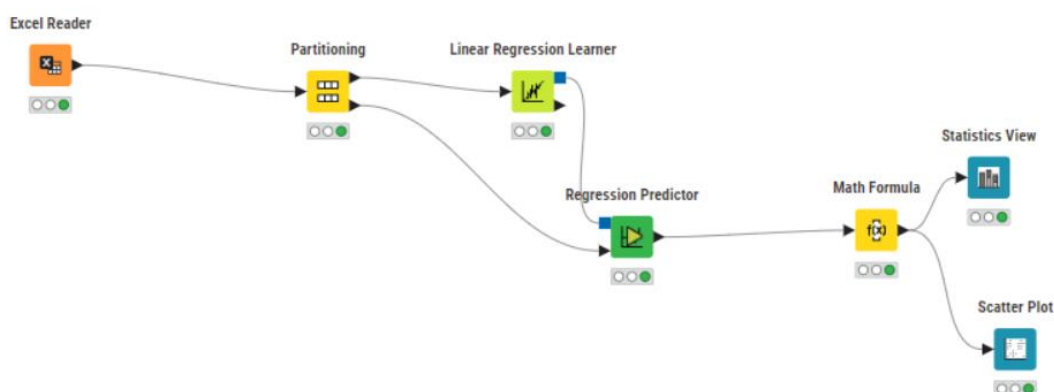 Excel Reader
Partitioning
Linear Regression Learner
Regression Predictor
Math Formula
f(x)
Statistics View
Scatter Plot